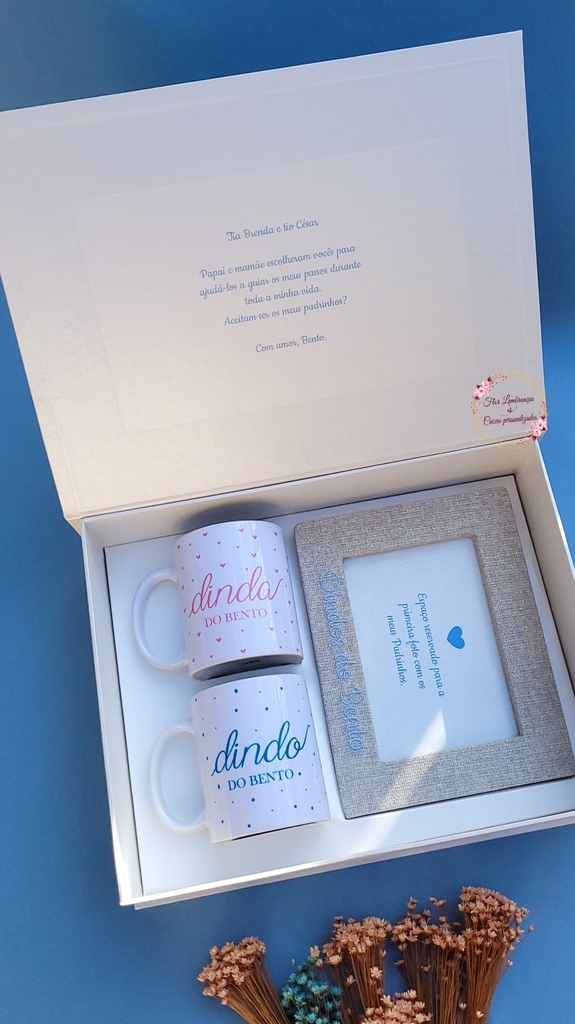 Tia Brenda e tio César
Papai e mamãe escolheram vocês para
ajudá-los a guiar os meus passos durante
toda a minha vida.
Aceitam ser os meus padrinhos?
Com amor, Bento.
Flor Lembranças
&
Caixas personalizadas
dinda
DO BENTO
dindo
DO BENTO
Dindos do Bento
Espaço reservado para a
primeira foto com os
meus Padrinhos.